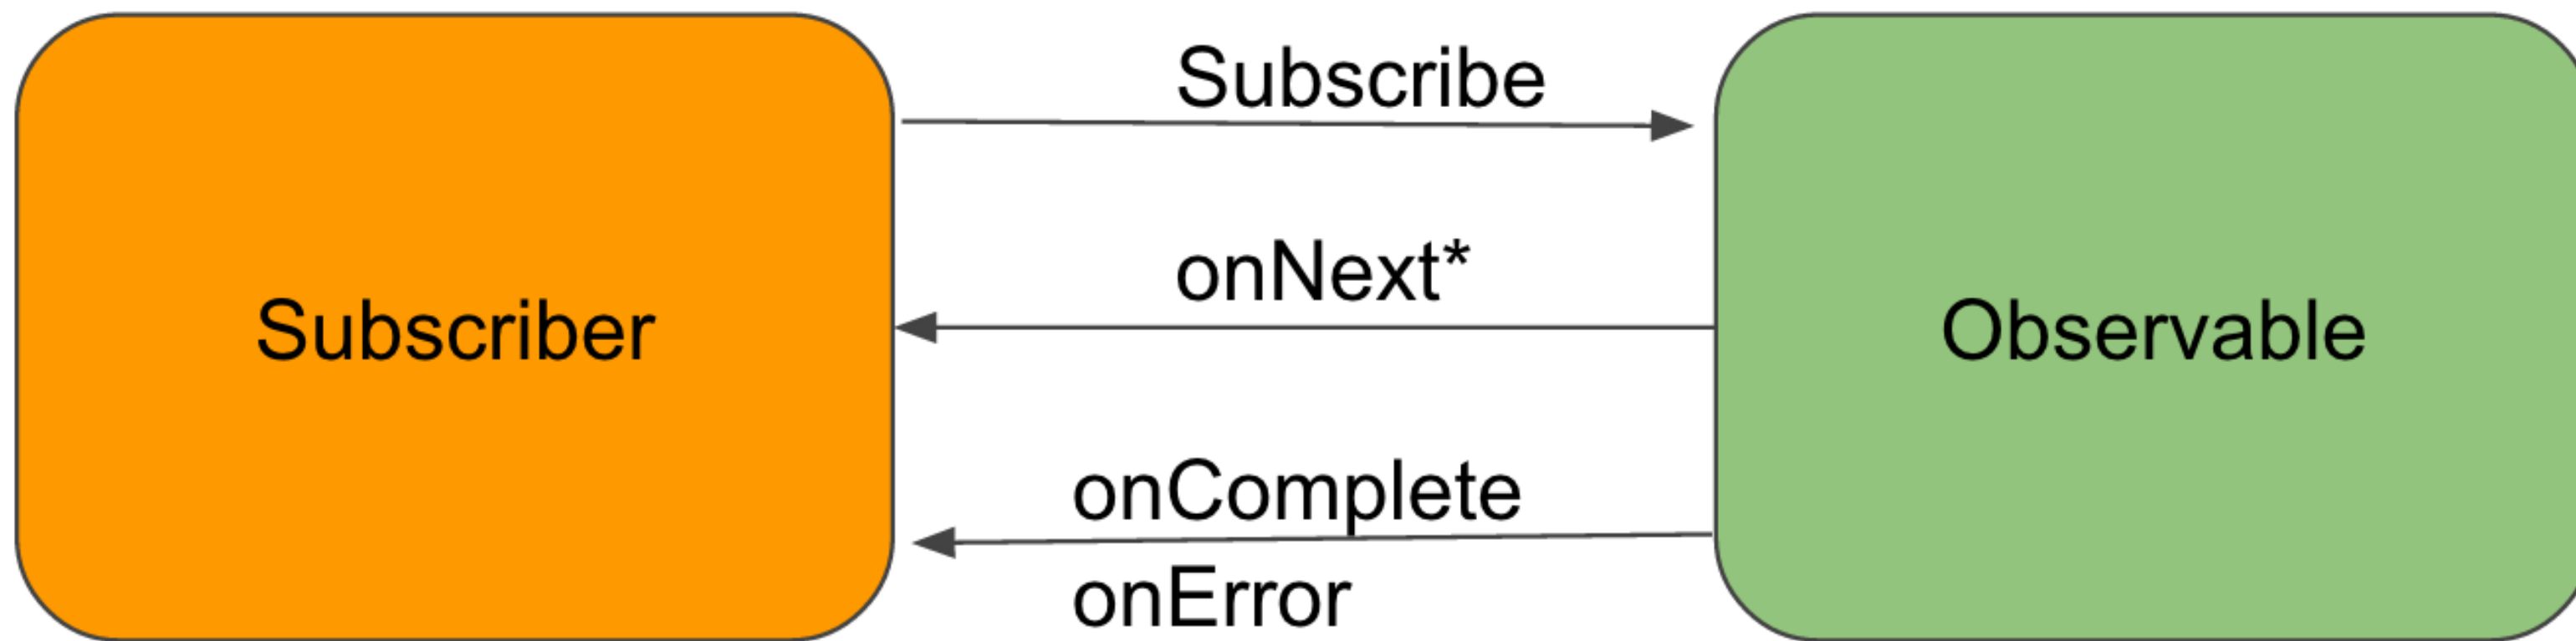 Subscribe
onNext*
Subscriber
Observable
onComplete
onError